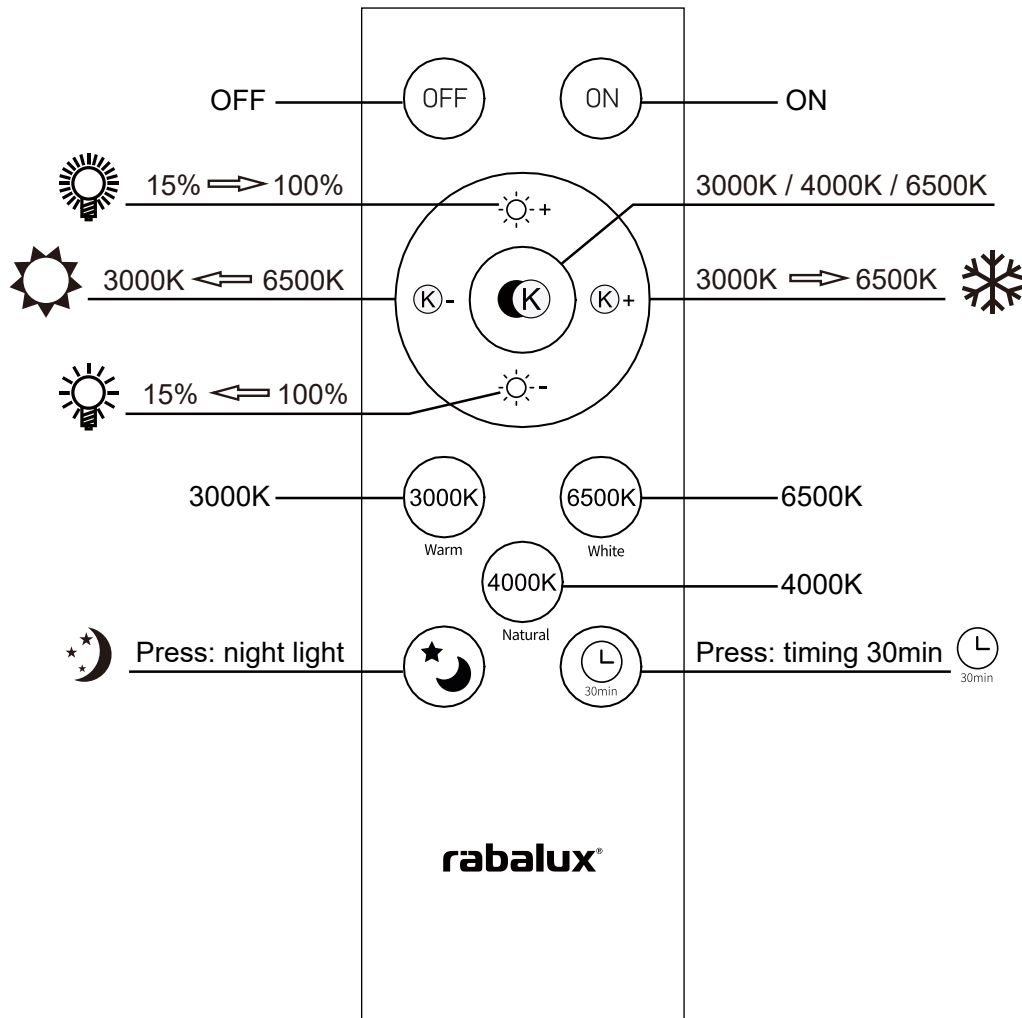 OFF OFF ON ON
15% 100%
+
3000K / 4000K / 6500K
3000K 6500K
K - K K +
3000K 6500K
15% 100%
-
3000K 3000K 6500K 6500K
Warm White
4000K 4000K
Natural
Press: night light
30min
Press: timing 30min
30min
rabalux®